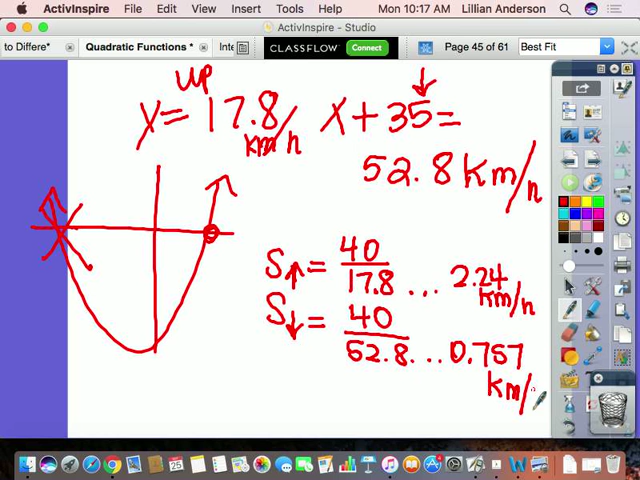 ActivInspire File Edit View Insert Tools Help Mon 10:17 AM Lillian Anderson
ActivInspire - Studio
to Differe* Quadratic Functions * Inte CLASSFLOW Connect Page 45 of 61 Best Fit
UP ↓
y= 17.8 km/h x + 35 =
52.8 km/h
S↑ = 40/17.8 ... 2.24 km/h
S↓ = 40/52.8 ... 0.757 km/